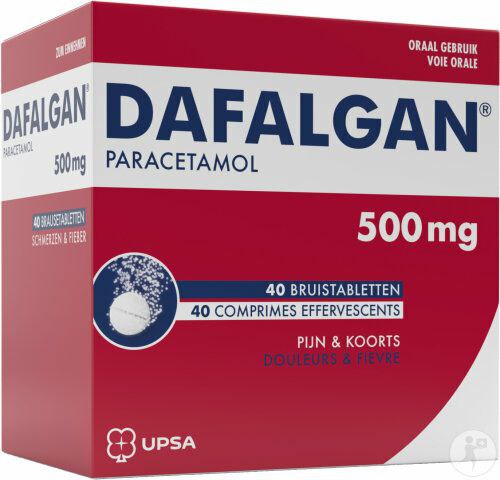 ZUM EINNEHMEN
DAFALGAN®
PARACETAMOL
500 mg
40 BRAUSETABLETTEN
SCHMERZEN & FIEBER
ORAAL GEBRUIK
VOIE ORALE
DAFALGAN®
PARACETAMOL
500 mg
40 BRUISTABLETTEN
40 COMPRIMES EFFERVESCENTS
PIJN & KOORTS
DOULEURS & FIEVRE
UPSA